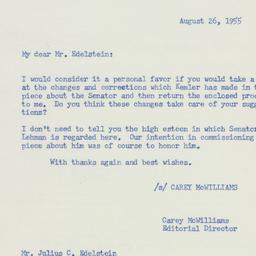 August 26, 1955
My dear Mr. Edelstein:
I would consider it a personal favor if you would take a
at the changes and corrections which Kemler has made in t
piece about the Senator and then return the enclosed proo
to me. Do you think these changes take care of your sugg
tions?
I don't need to tell you the high esteem in which Senator
Lehman is regarded here. Our intention in commissioning
piece about him was of course to honor him.
With thanks again and best wishes.
/s/ CAREY McWILLIAMS
Carey McWilliams
Editorial Director
Mr. Julius C. Edelstein